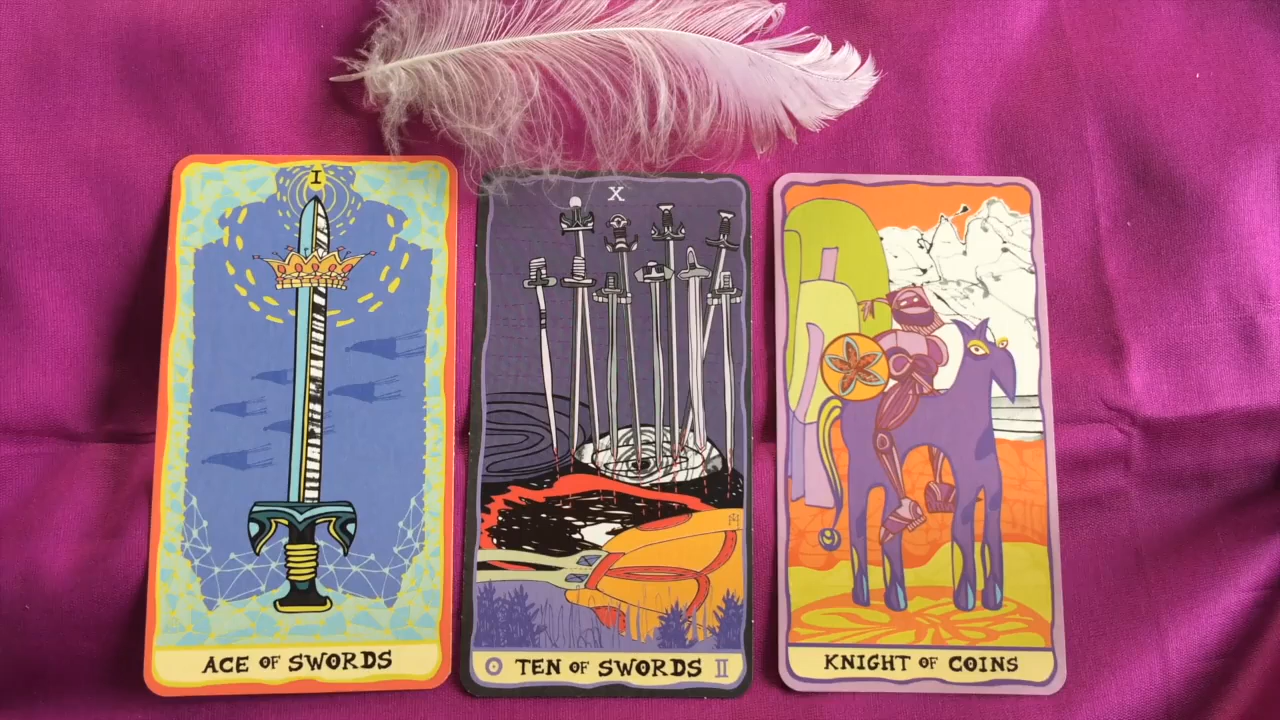 I
ACE OF SWORDS
X
TEN OF SWORDS II
KNIGHT OF COINS